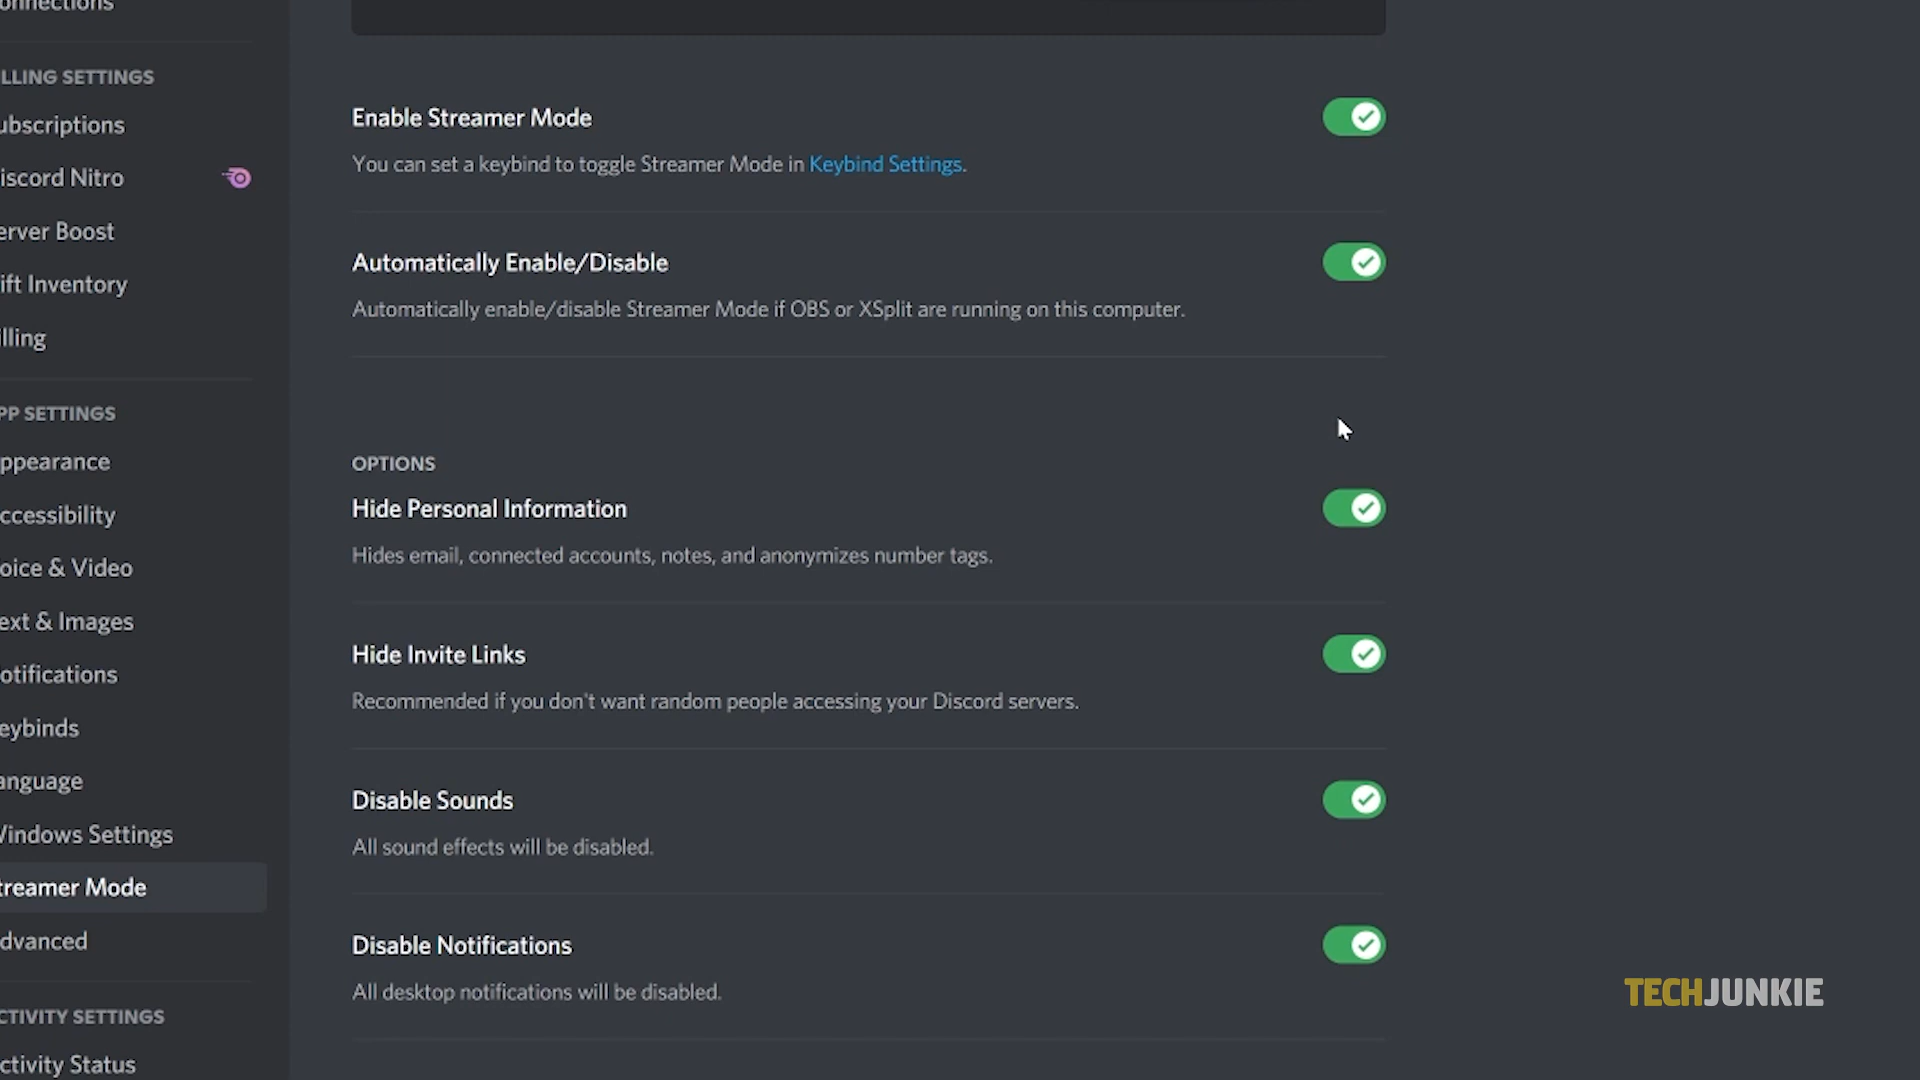 onnections
LLING SETTINGS
ubscriptions
iscord Nitro
erver Boost
ift Inventory
lling
PP SETTINGS
ppearance
ccessibility
oice & Video
ext & Images
otifications
eybinds
anguage
Windows Settings
treamer Mode
dvanced
CTIVITY SETTINGS
ctivity Status
Enable Streamer Mode
You can set a keybind to toggle Streamer Mode in Keybind Settings.
Automatically Enable/Disable
Automatically enable/disable Streamer Mode if OBS or XSplit are running on this computer.
OPTIONS
Hide Personal Information
Hides email, connected accounts, notes, and anonymizes number tags.
Hide Invite Links
Recommended if you don't want random people accessing your Discord servers.
Disable Sounds
All sound effects will be disabled.
Disable Notifications
All desktop notifications will be disabled.
TECHJUNKIE